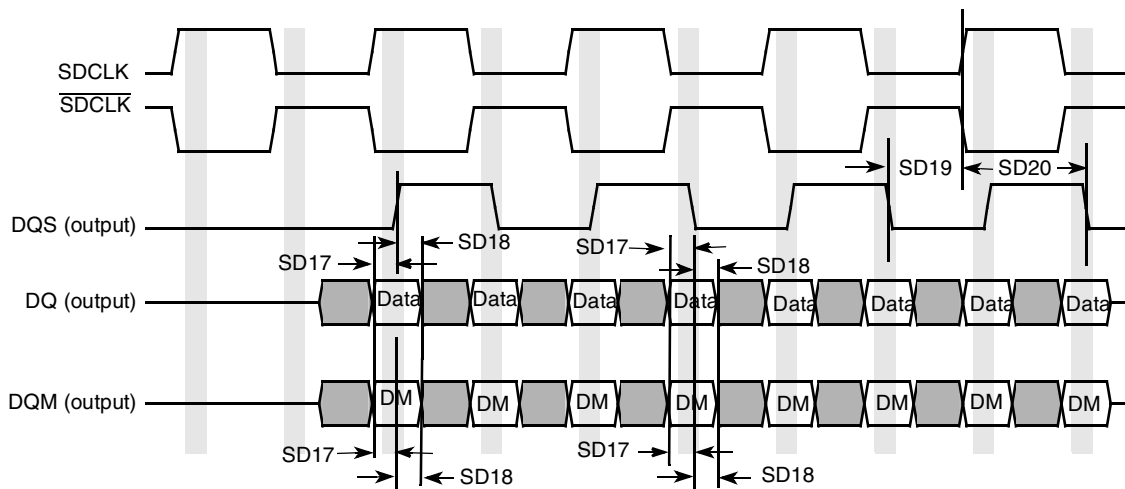 SDCLK
SDCLK
SD19 SD20
DQS (output)
SD18 SD17
SD17 SD18
DQ (output) Data Data Data Data Data Data Data Data
DQM (output) DM DM DM DM DM DM DM DM
SD17 SD17
SD18 SD18